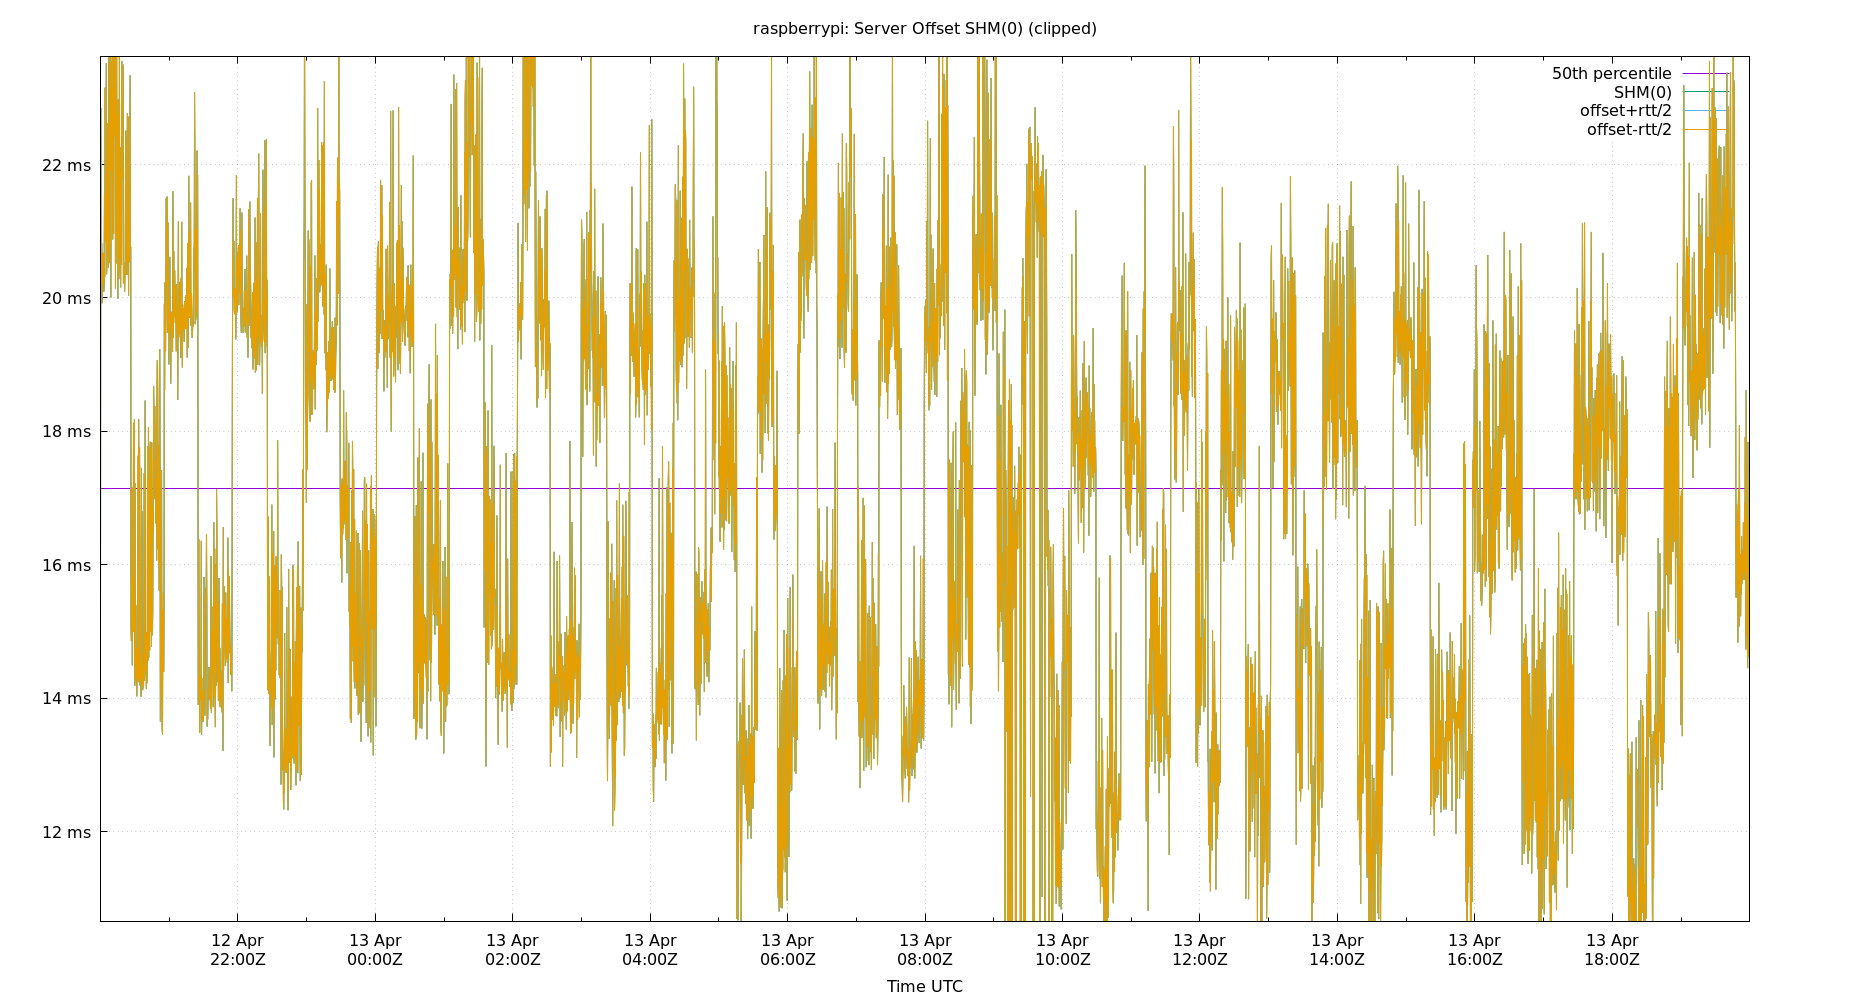 raspberrypi: Server Offset SHM(0) (clipped)
50th percentile
SHM(0)
offset+rtt/2
offset-rtt/2
22 ms
20 ms
18 ms
16 ms
14 ms
12 ms
12 Apr 13 Apr 13 Apr 13 Apr 13 Apr 13 Apr 13 Apr 13 Apr 13 Apr 13 Apr 13 Apr
22:00Z 00:00Z 02:00Z 04:00Z 06:00Z 08:00Z 10:00Z 12:00Z 14:00Z 16:00Z 18:00Z
Time UTC